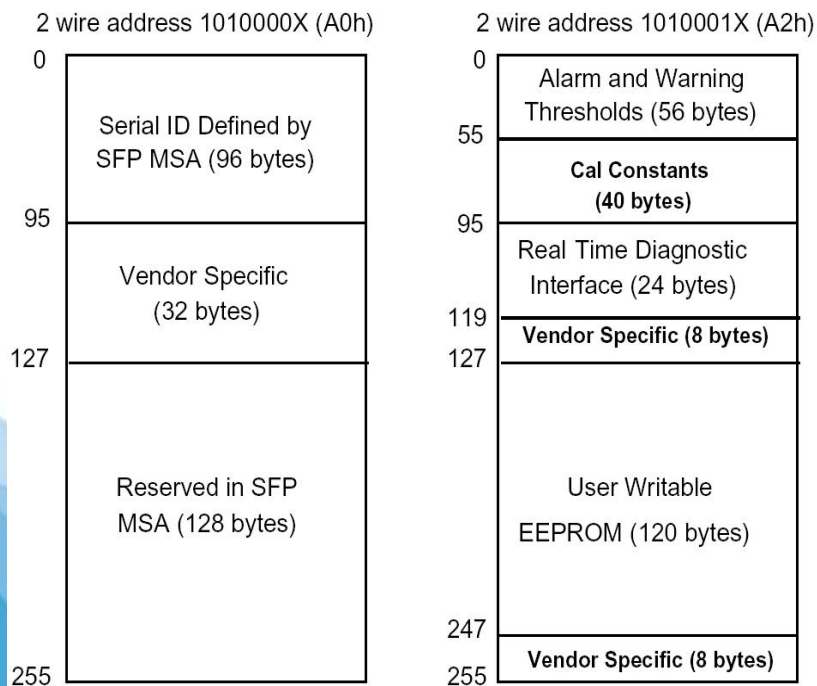 2 wire address 1010000X (A0h)
0
Serial ID Defined by
SFP MSA (96 bytes)
95
Vendor Specific
(32 bytes)
127
Reserved in SFP
MSA (128 bytes)
255
2 wire address 1010001X (A2h)
0
Alarm and Warning
Thresholds (56 bytes)
55
Cal Constants
(40 bytes)
95
Real Time Diagnostic
Interface (24 bytes)
119
Vendor Specific (8 bytes)
127
User Writable
EEPROM (120 bytes)
247
Vendor Specific (8 bytes)
255